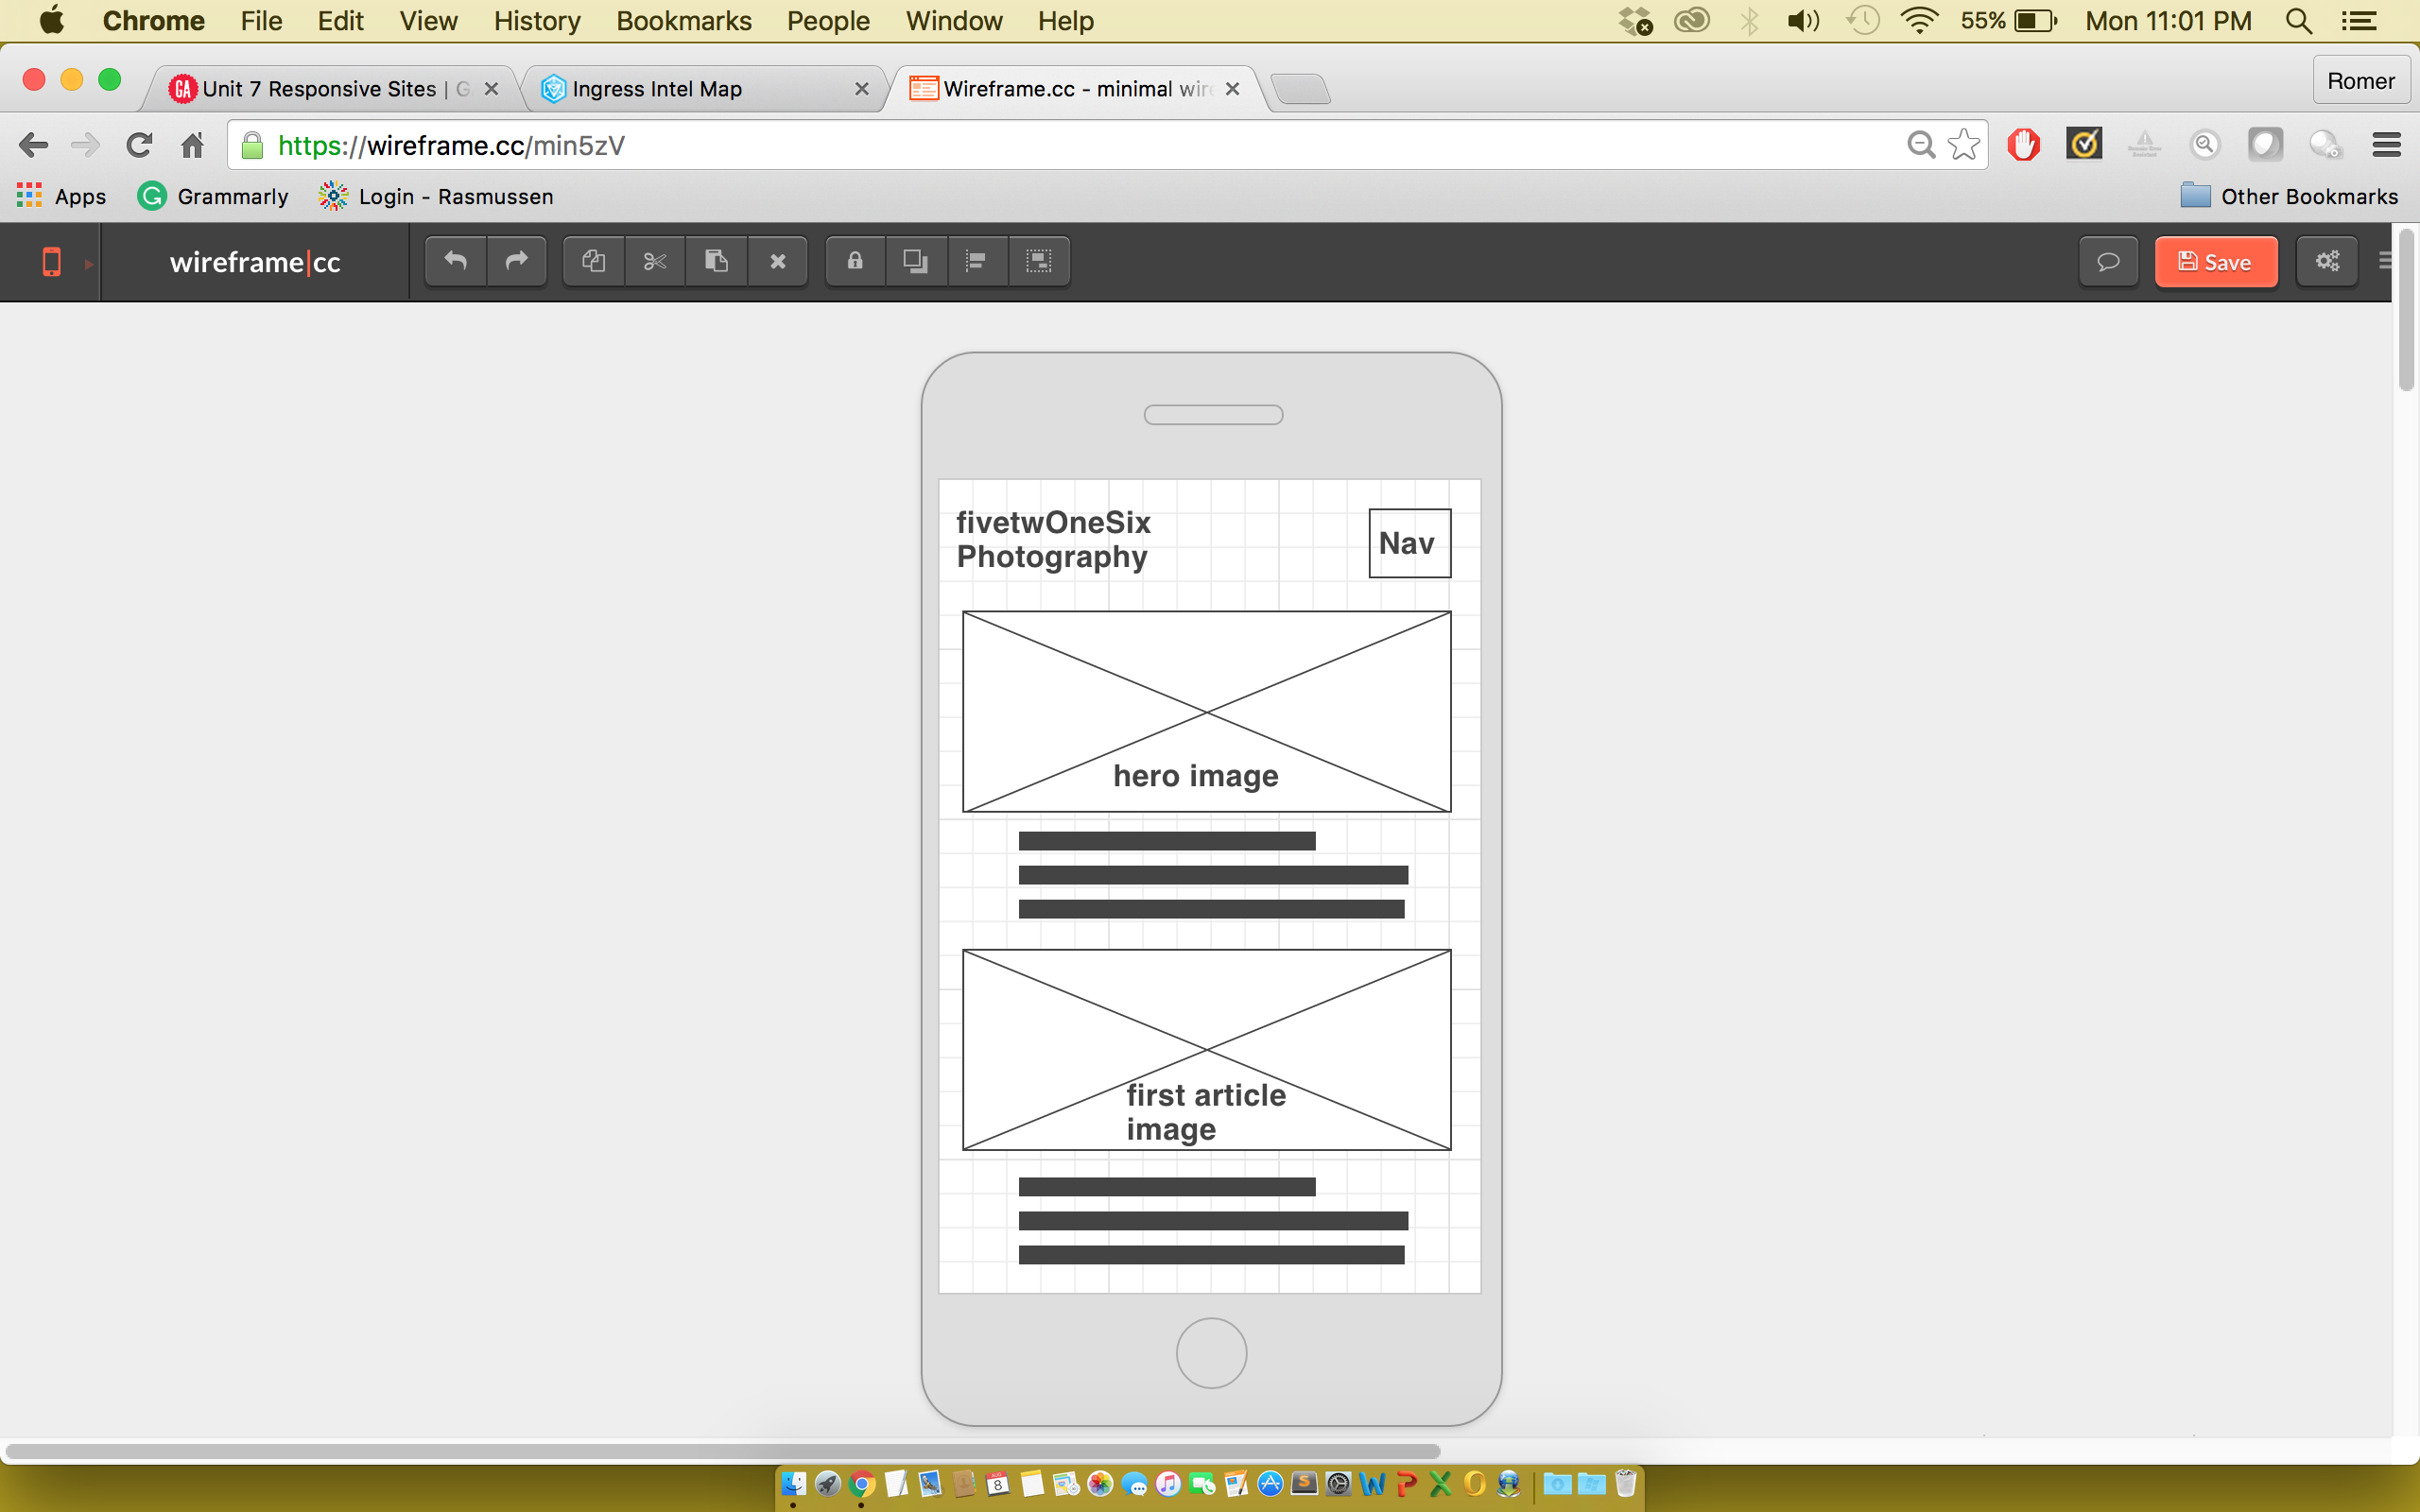 Chrome File Edit View History Bookmarks People Window Help 55% Mon 11:01 PM
Unit 7 Responsive Sites | G
Ingress Intel Map
Wireframe.cc - minimal wir
Romer
https://wireframe.cc/min5zV
Apps Grammarly Login - Rasmussen Other Bookmarks
wireframe|cc Save
fivetwOneSix
Photography
Nav
hero image
first article
image
8